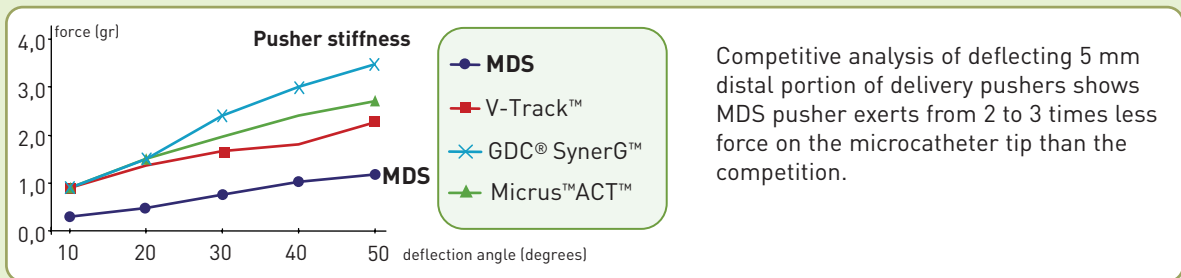 force (gr)
Pusher stiffness
4,0
3,0
2,0
1,0
0,0
10 20 30 40 50
deflection angle (degrees)
MDS
MDS
V-Track™
GDC® SynerG™
Micrus™ACT™
Competitive analysis of deflecting 5 mm
distal portion of delivery pushers shows
MDS pusher exerts from 2 to 3 times less
force on the microcatheter tip than the
competition.